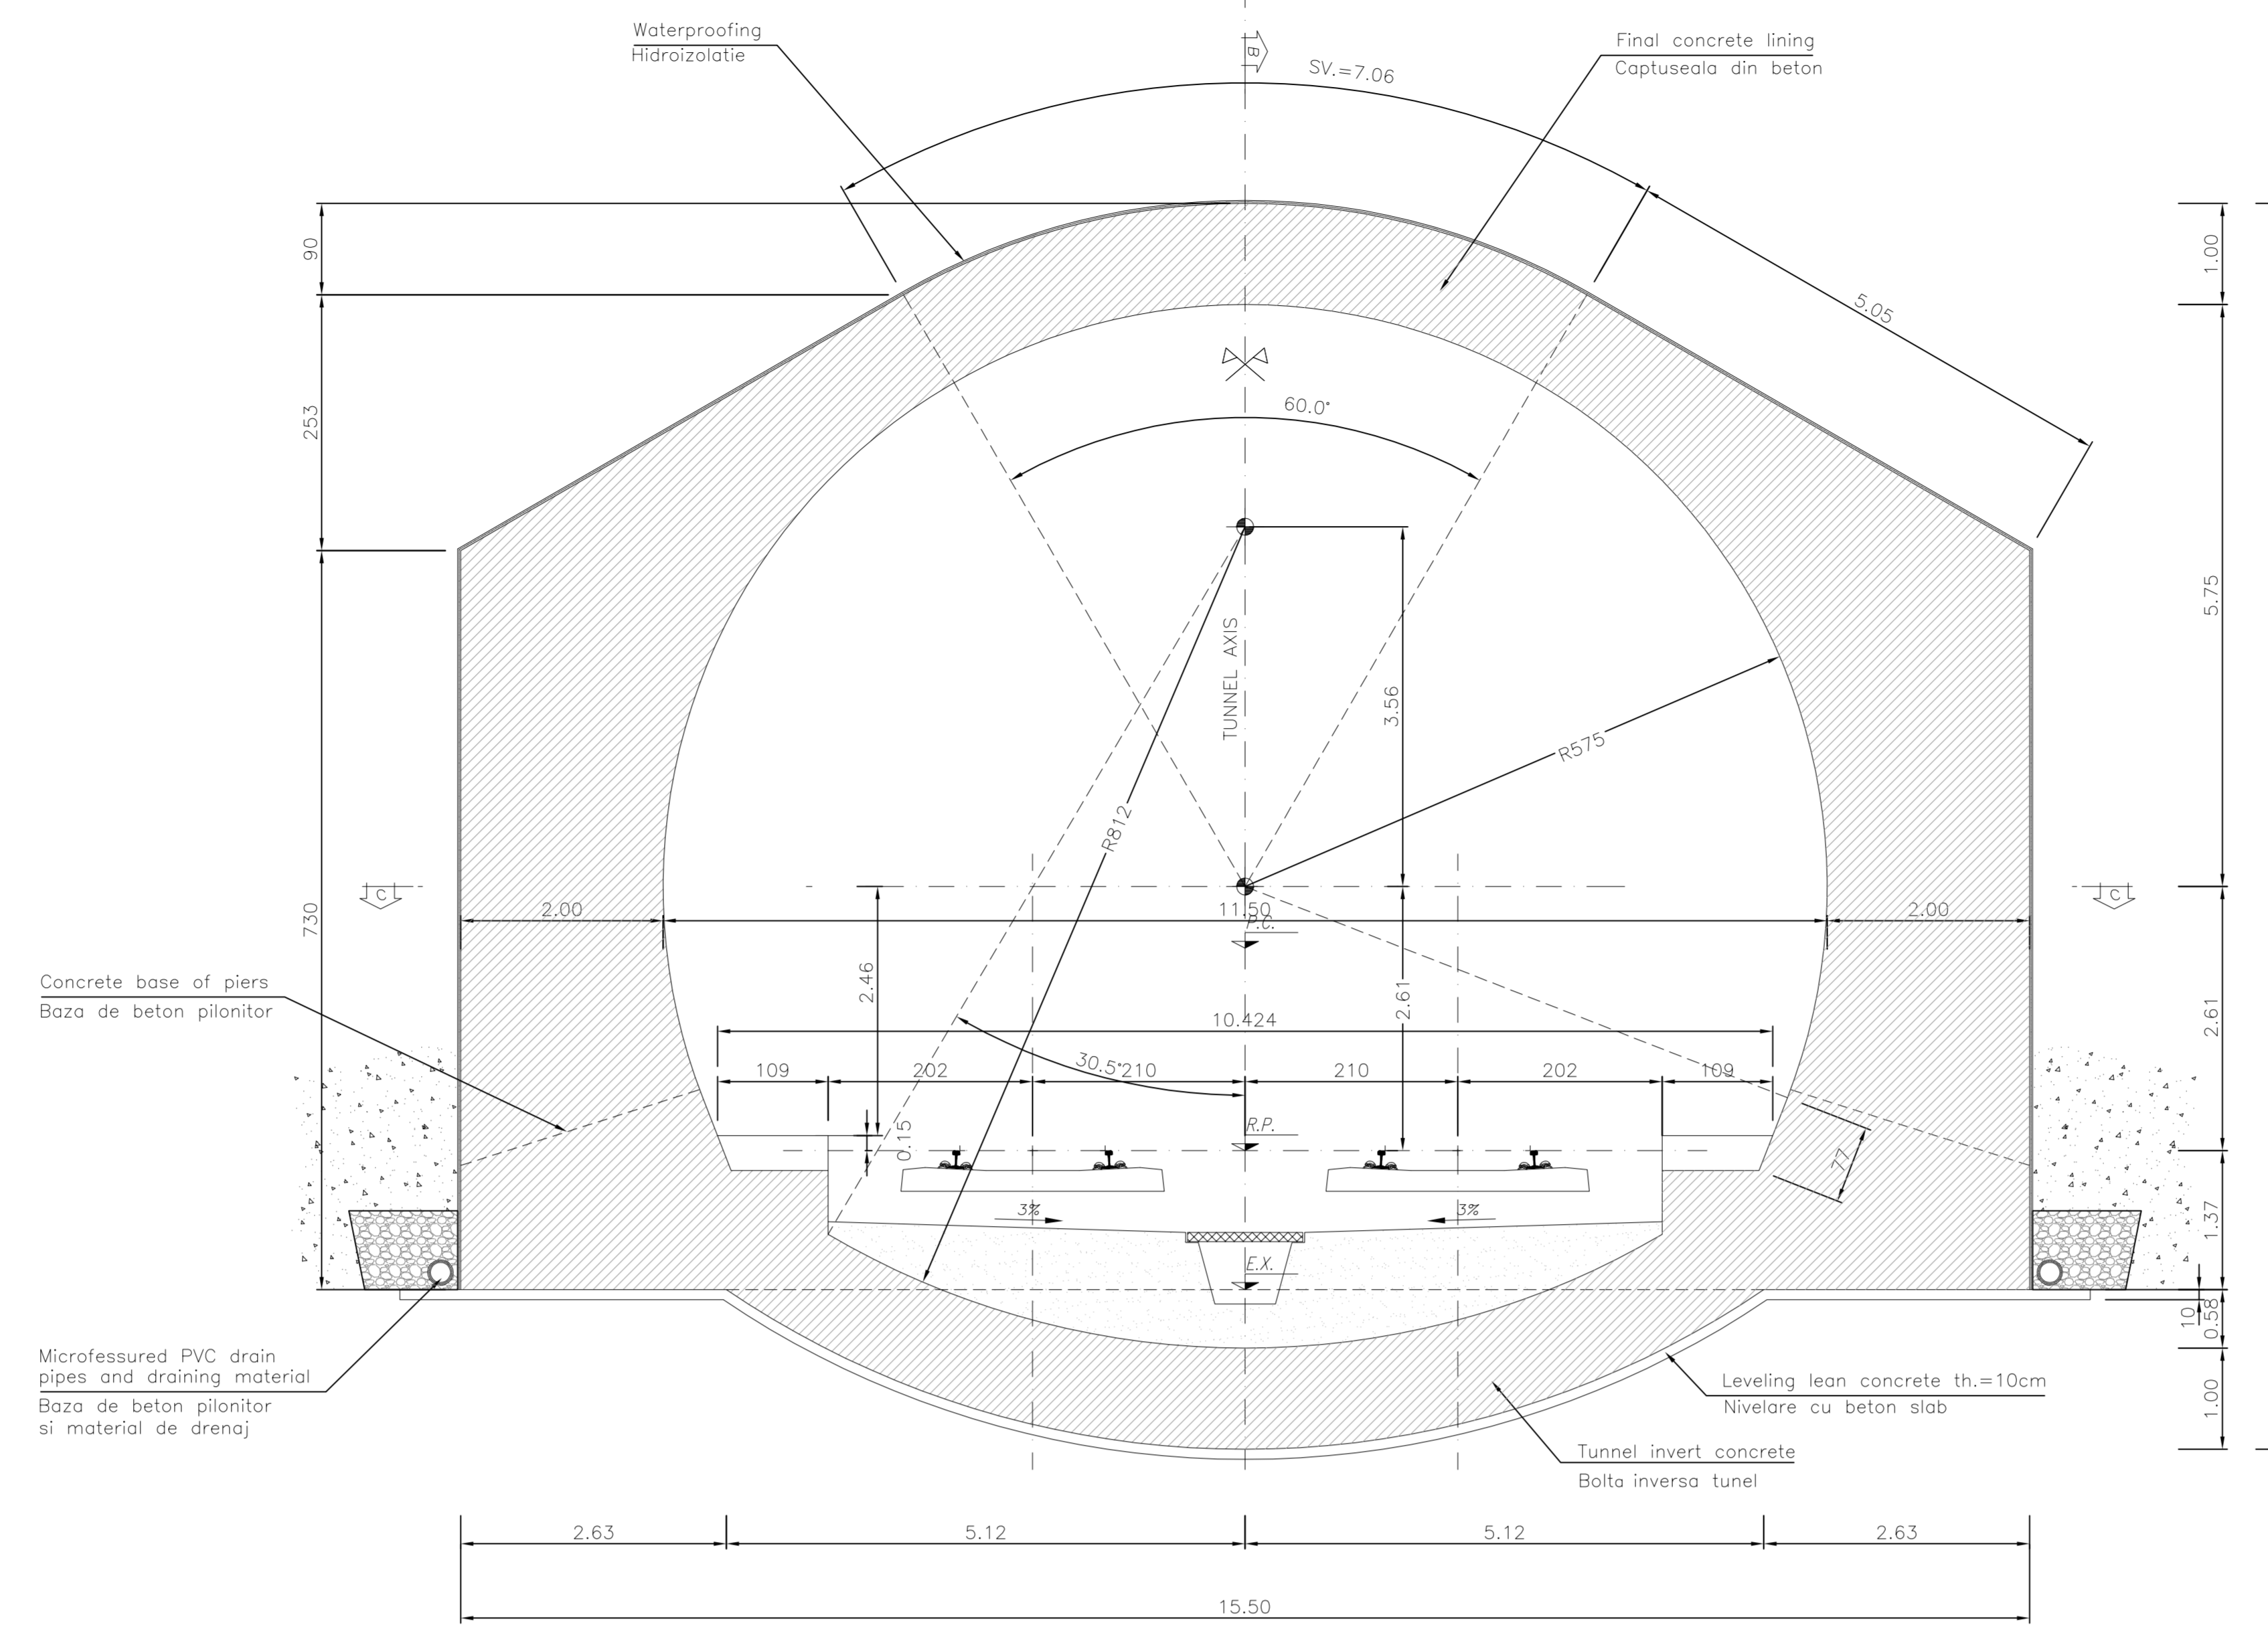 Waterproofing
Hidroizolatie
B
SV.=7.06
Final concrete lining
Captuseala din beton
90
1.00
5.05
253
60.0°
5.75
TUNNEL AXIS
3.56
R575
R812
C
C
730
2.00
11.50
2.00
P.C.
2.46
2.61
2.61
Concrete base of piers
Baza de beton pilonitor
10.424
30.5°
109
202
210
210
202
109
0.15
R.P.
77
3%
3%
1.37
E.X.
10
0.58
Microfessured PVC drain
pipes and draining material
Baza de beton pilonitor
si material de drenaj
Leveling lean concrete th.=10cm
Nivelare cu beton slab
1.00
Tunnel invert concrete
Bolta inversa tunel
2.63
5.12
5.12
2.63
15.50